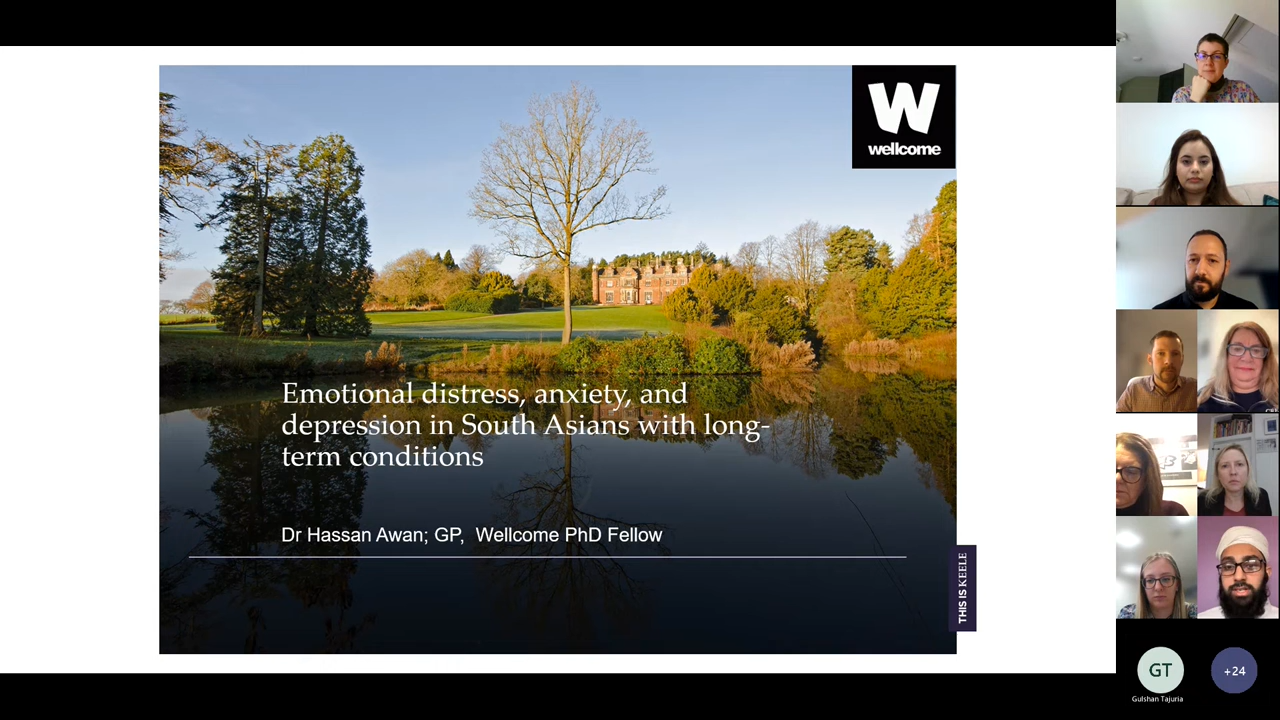 W
wellcome
Emotional distress, anxiety, and
depression in South Asians with long-
term conditions
Dr Hassan Awan; GP, Wellcome PhD Fellow
THIS IS KEELE
GT
+24
Gulshan Tajuria